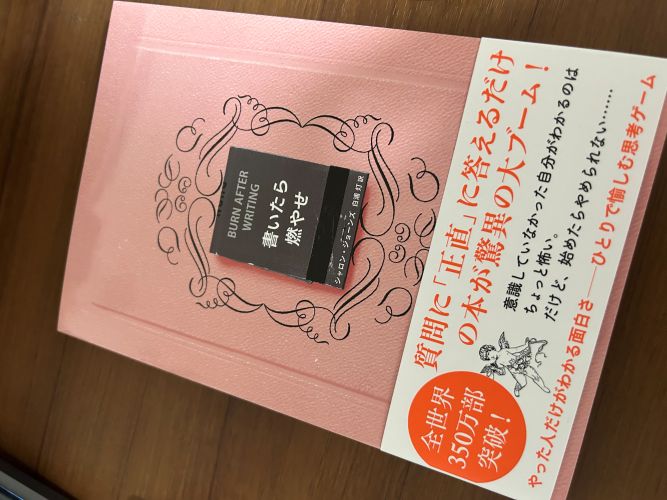 BURN AFTER
WRITING
書いたら
燃やせ
シャロン・ジョーンズ 白浦 灯 訳
質問に「正直」に答えるだけ
の本が驚異の大ブーム！
意識していなかった自分がわかるのは
ちょっと怖い。
だけど、始めたらやめられない……
全世界
350万部
突破！
やった人だけがわかる面白さ──ひとりで愉しむ思考ゲーム